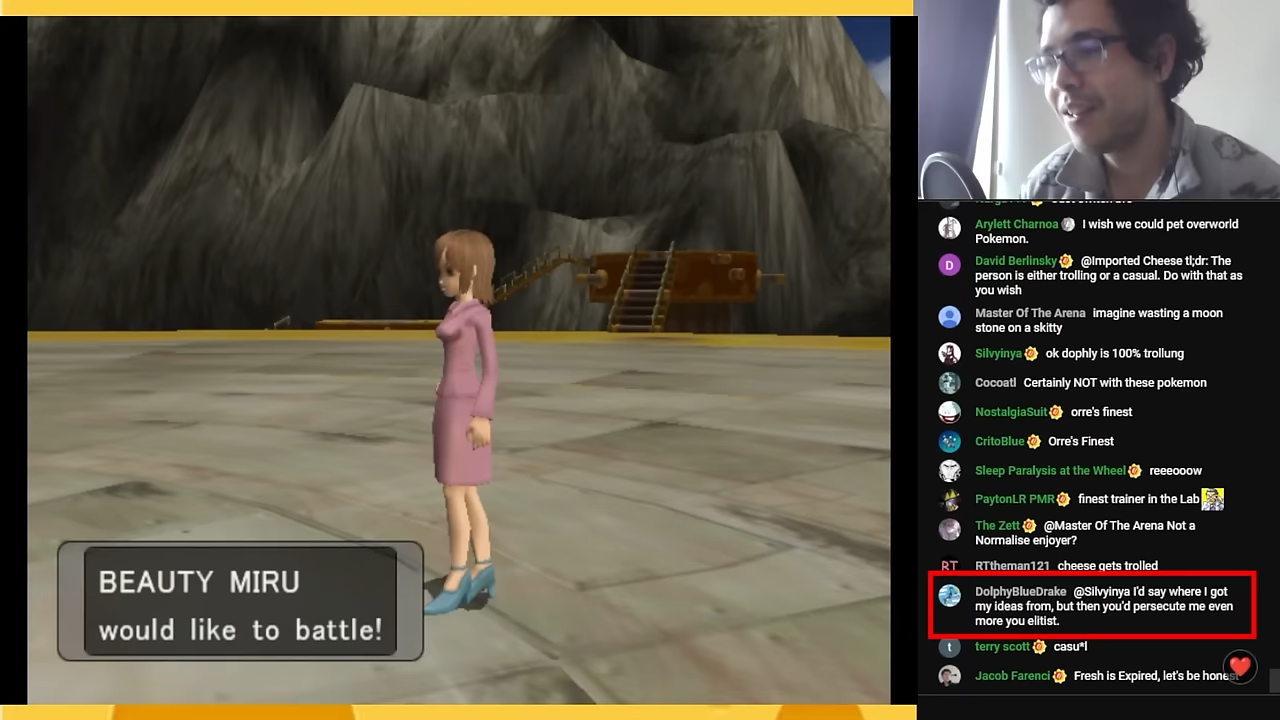 BEAUTY MIRU
would like to battle!
Arylett Charnoa I wish we could pet overworld
Pokemon.
D
David Berlinsky @Imported Cheese tl;dr: The
person is either trolling or a casual. Do with that as
you wish
Master Of The Arena imagine wasting a moon
stone on a skitty
Silvyinya ok dophly is 100% trollung
Cocoatl Certainly NOT with these pokemon
NostalgiaSuit orre's finest
CritoBlue Orre's Finest
Sleep Paralysis at the Wheel reeeooow
PaytonLR PMR finest trainer in the Lab
The Zett @Master Of The Arena Not a
Normalise enjoyer?
RT RTtheman121 cheese gets trolled
DolphyBlueDrake @Silvyinya I'd say where I got
my ideas from, but then you'd persecute me even
more you elitist.
t terry scott casu*l
Jacob Farenci Fresh is Expired, let's be honest